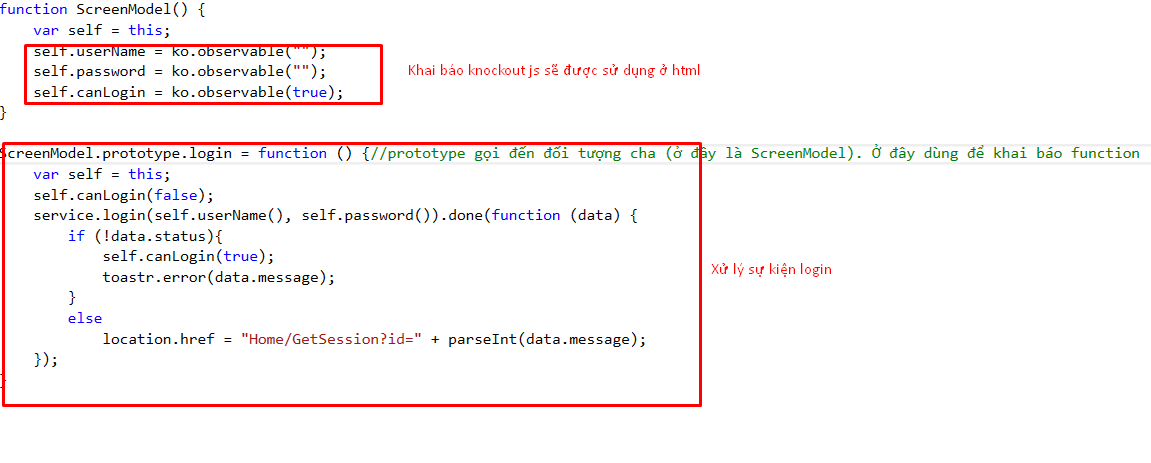 function ScreenModel() {
var self = this;
self.userName = ko.observable("");
self.password = ko.observable("");
Khai báo knockout js sẽ được sử dụng ở html
self.canLogin = ko.observable(true);
}
ScreenModel.prototype.login = function () {//prototype gọi đến đối tượng cha (ở đây là ScreenModel). Ở đây dùng để khai báo function
var self = this;
self.canLogin(false);
service.login(self.userName(), self.password()).done(function (data) {
if (!data.status){
self.canLogin(true);
Xử lý sự kiện login
toastr.error(data.message);
}
else
location.href = "Home/GetSession?id=" + parseInt(data.message);
});
}